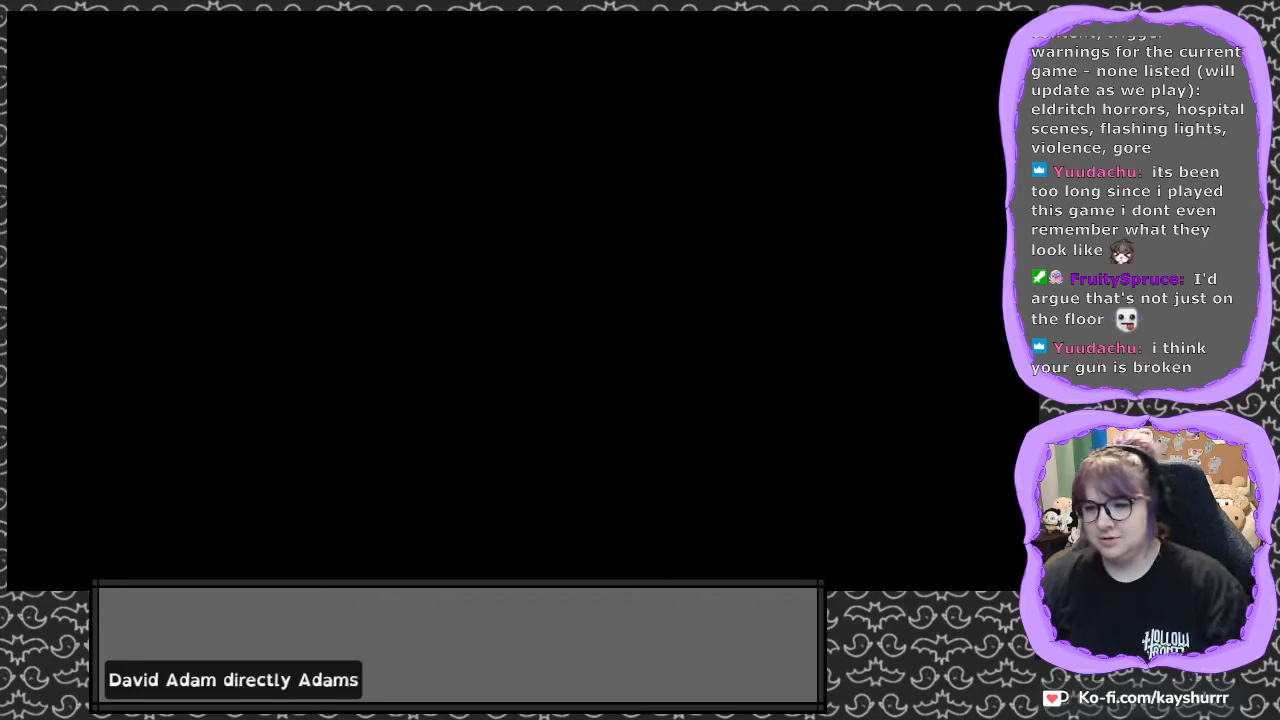 warnings for the current
game - none listed (will
update as we play):
eldritch horrors, hospital
scenes, flashing lights,
violence, gore
Yuudachu: its been
too long since i played
this game i dont even
remember what they
look like
FruitySpruce: I'd
argue that's not just on
the floor
Yuudachu: i think
your gun is broken
HOLLOW
David Adam directly Adams
Ko-fi.com/kayshurrr